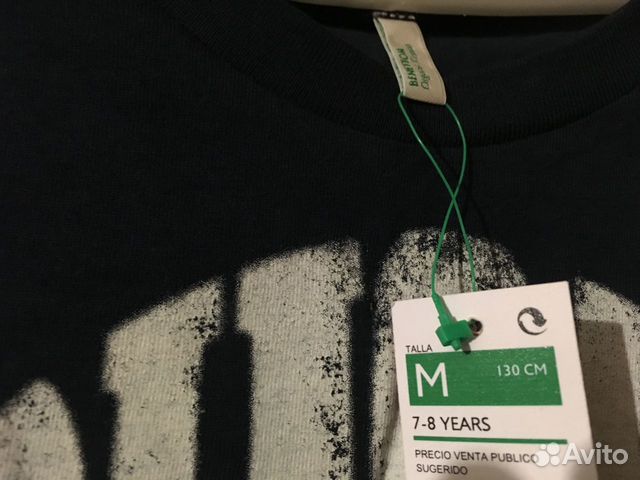 BENETTON
TALLA
M 130 CM
7-8 YEARS
PRECIO VENTA PUBLICO
SUGERIDO
Avito